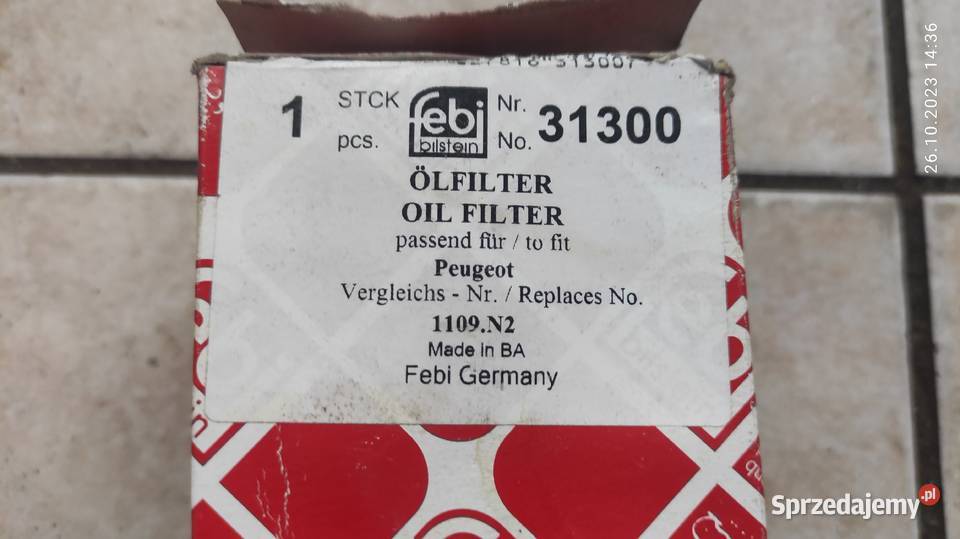 1 STCK pcs. febi bilstein Nr. No. 31300
ÖLFILTER
OIL FILTER
passend für / to fit
Peugeot
Vergleichs - Nr. / Replaces No.
1109.N2
Made in BA
Febi Germany
26.10.2023 14:36
Sprzedajemy.pl